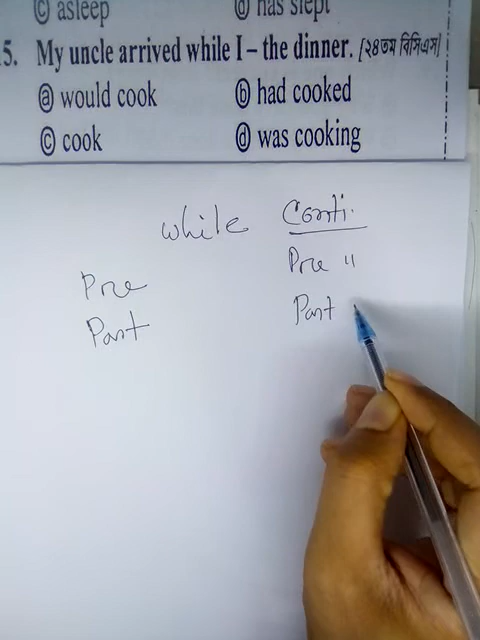 ⓒ asleep ⓓ has slept
5. My uncle arrived while I – the dinner. [২৪তম বিসিএস]
ⓐ would cook ⓑ had cooked
ⓒ cook ⓓ was cooking
while Conti.
Pre Pre "
Past Past